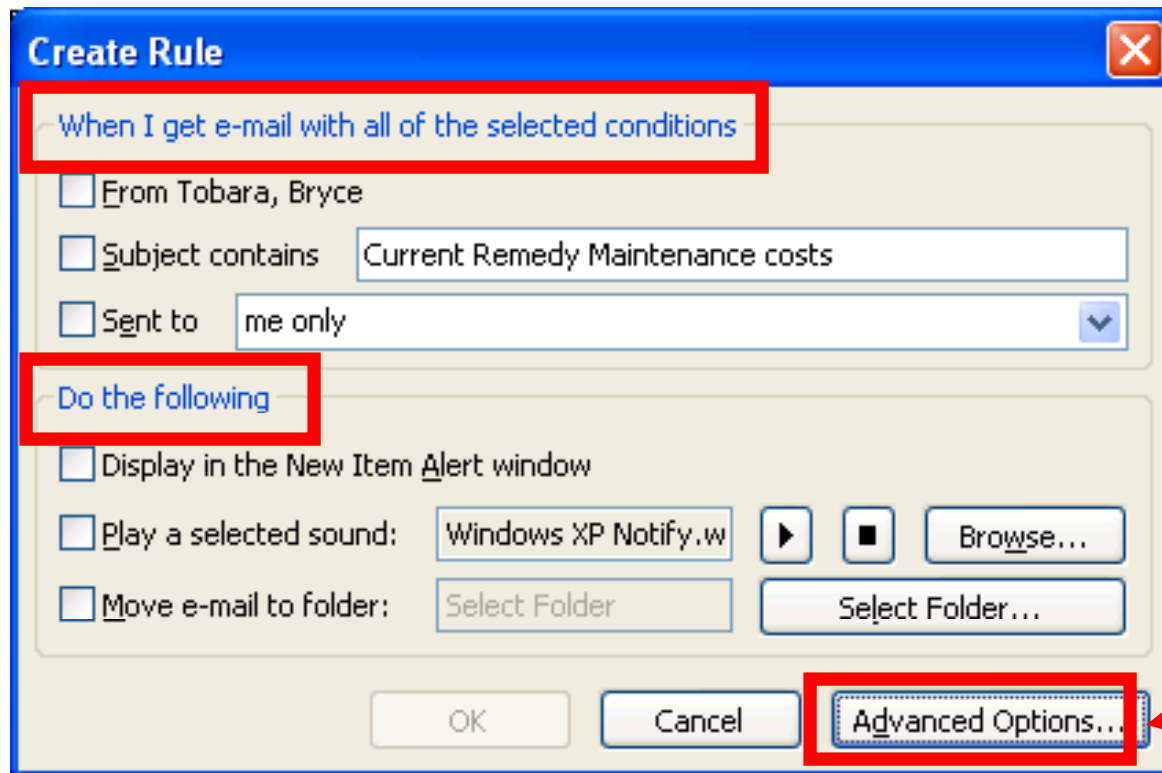 Create Rule
When I get e-mail with all of the selected conditions
From Tobara, Bryce
Subject contains Current Remedy Maintenance costs
Sent to me only
Do the following
Display in the New Item Alert window
Play a selected sound: Windows XP Notify.w Browse...
Move e-mail to folder: Select Folder Select Folder...
OK Cancel Advanced Options...